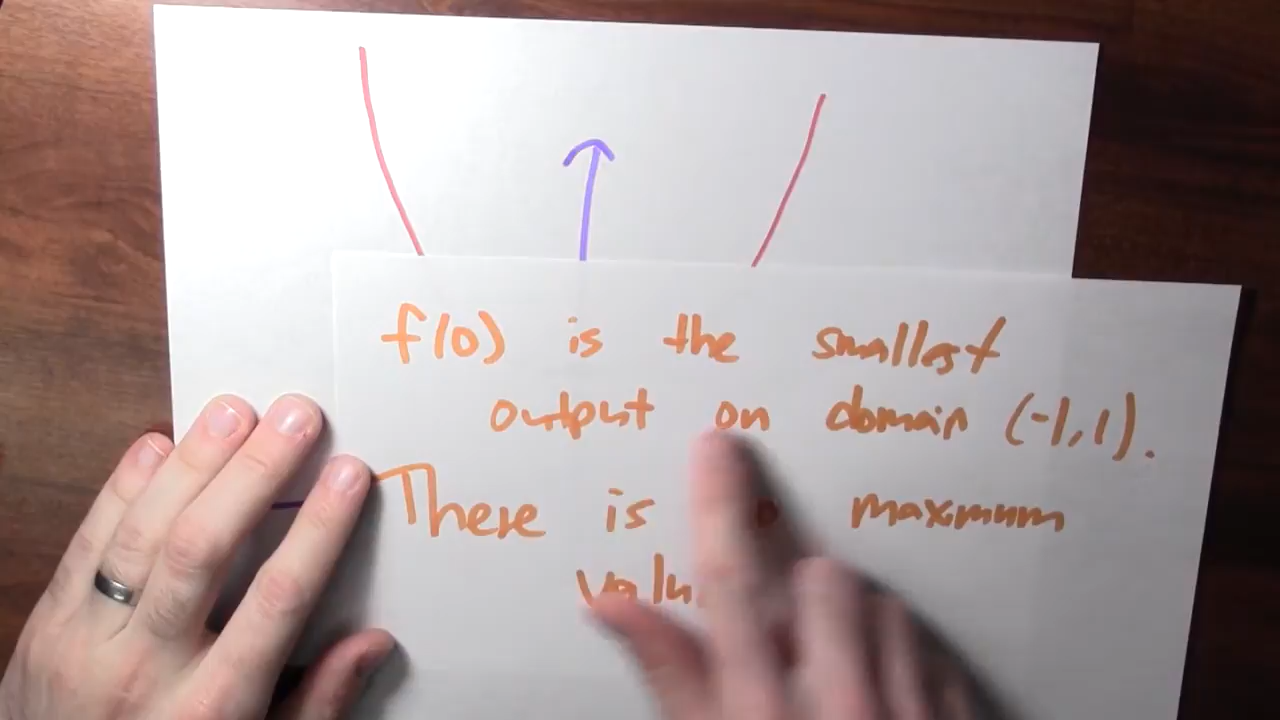 f(0) is the smallest
output on domain (-1,1).
There is maximum